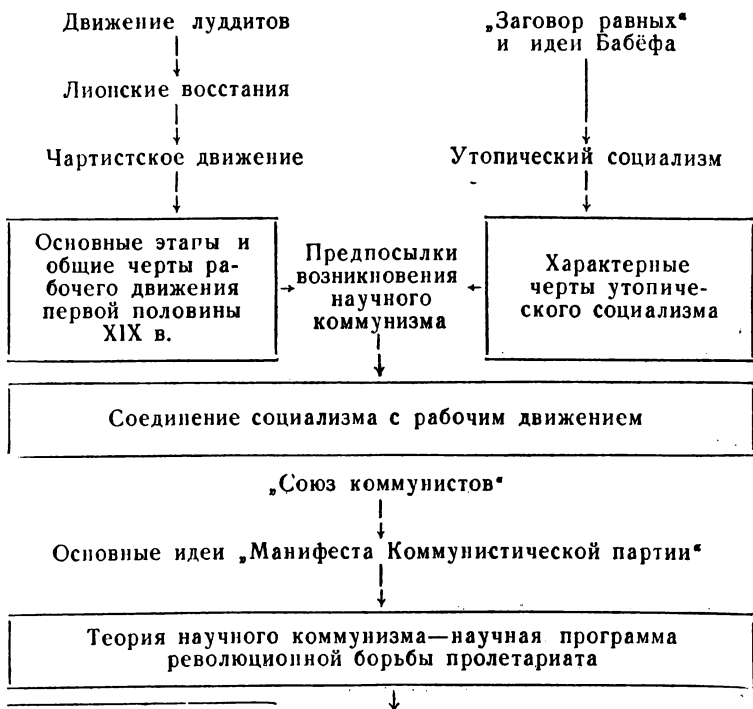 Движение луддитов
Лионские восстания
Чартистское движение
Основные этапы и
общие черты ра-
бочего движения
первой половины
XIX в.
„Заговор равных“
и идеи Бабёфа
Утопический социализм
Характерные
черты утопиче-
ского социализма
Предпосылки
возникновения
научного
коммунизма
Соединение социализма с рабочим движением
„Союз коммунистов“
Основные идеи „Манифеста Коммунистической партии“
Теория научного коммунизма—научная программа
революционной борьбы пролетариата